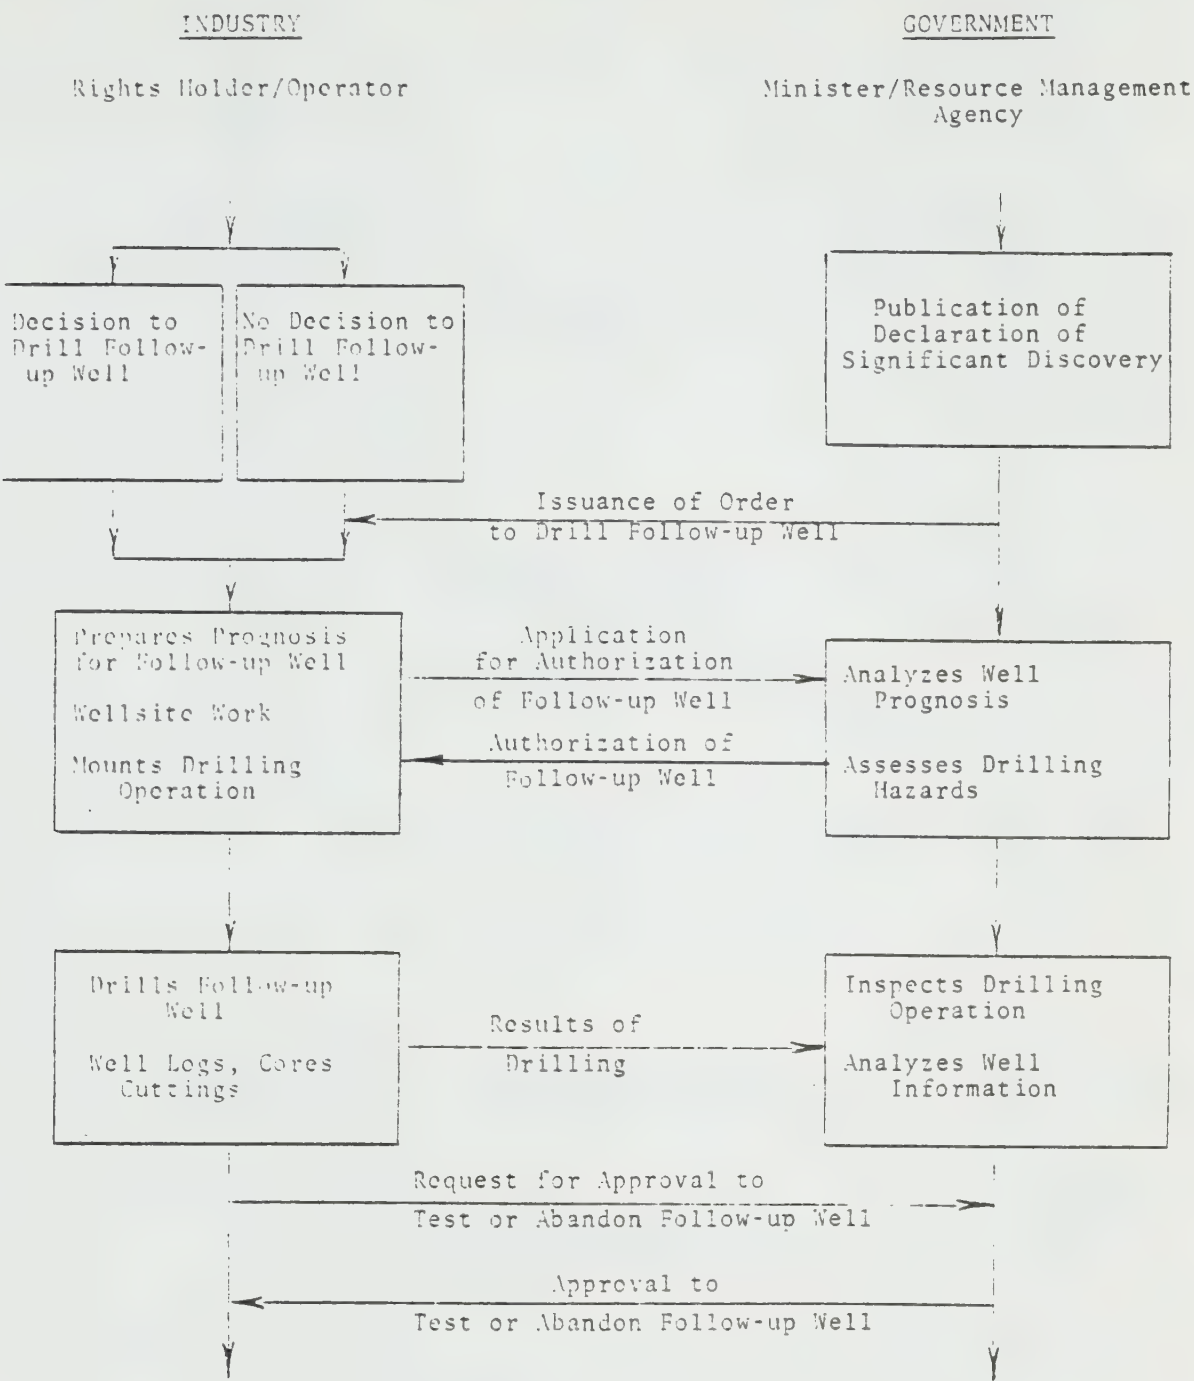 INDUSTRY
Rights Holder/Operator
GOVERNMENT
Minister/Resource Management
Agency
Decision to
Drill Follow-
up Well
No Decision to
Drill Follow-
up Well
Publication of
Declaration of
Significant Discovery
Issuance of Order
to Drill Follow-up Well
Prepares Prognosis
for Follow-up Well
Wellsite Work
Mounts Drilling
Operation
Application
for Authorization
of Follow-up Well
Authorization of
Follow-up Well
Analyzes Well
Prognosis
Assesses Drilling
Hazards
Drills Follow-up
Well
Well Logs, Cores
Cuttings
Results of
Drilling
Inspects Drilling
Operation
Analyzes Well
Information
Request for Approval to
Test or Abandon Follow-up Well
Approval to
Test or Abandon Follow-up Well